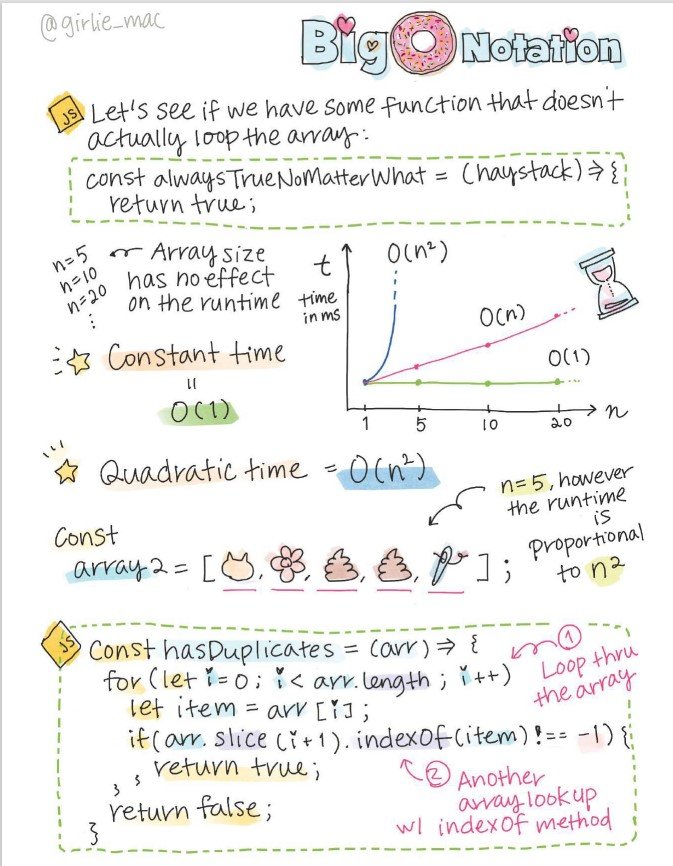 @girlie_mac
Big O Notation
JS Let's see if we have some function that doesn't
actually loop the array:
const alwaysTrueNoMatterWhat = (haystack) => {
return true;
n=5
n=10
n=20
⋮
Array size
has no effect
on the runtime
Constant time
=
O(1)
t
time
in ms
O(n²)
O(n)
O(1)
1 5 10 20 n
Quadratic time = O(n²)
n=5, however
the runtime
is
proportional
to n²
Const
array2 = [ , , , , ];
JS Const hasDuplicates = (arr) => {
for (let i=0; i< arr.length; i++)
let item = arr [i];
if(arr.slice (i+1).indexOf(item) !== -1) {
return true;
} }
return false;
}
1 Loop thru
the array
2 Another
array lookup
w/ indexOf method